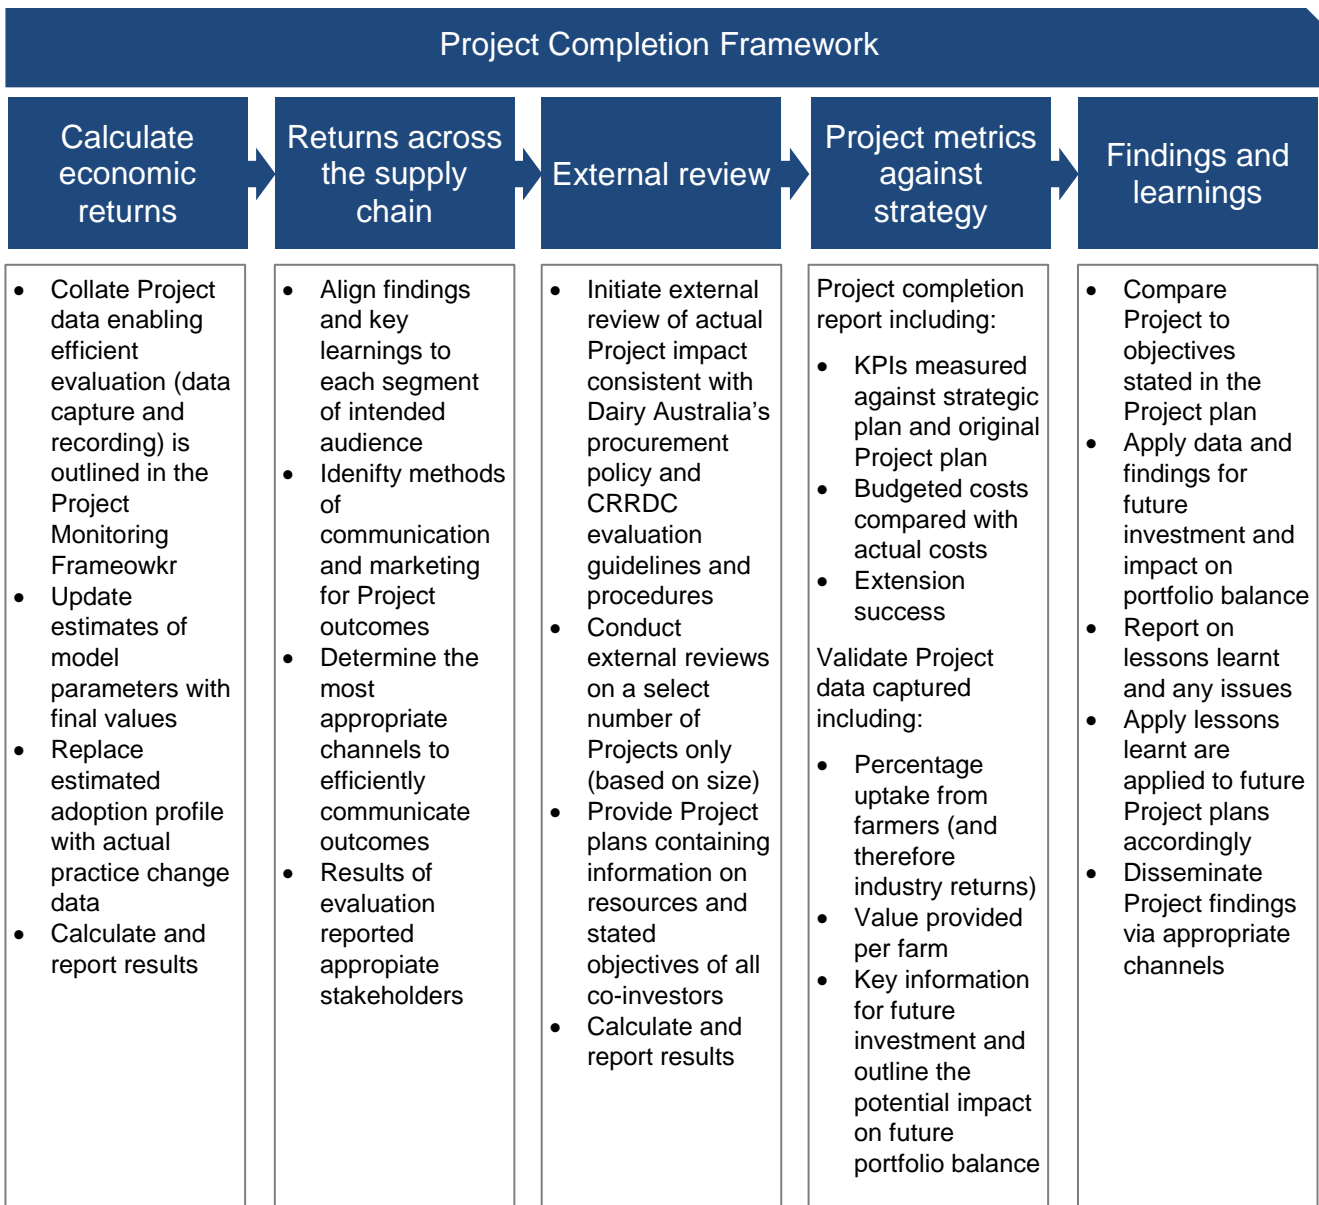 Project Completion Framework
Calculate
economic
returns
Returns across
the supply
chain
External review
Project metrics
against
strategy
Findings and
learnings
• Collate Project
data enabling
efficient
evaluation (data
capture and
recording) is
outlined in the
Project
Monitoring
Frameowkr
• Update
estimates of
model
parameters with
final values
• Replace
estimated
adoption profile
with actual
practice change
data
• Calculate and
report results
• Align findings
and key
learnings to
each segment
of intended
audience
• Idenifty methods
of
communication
and marketing
for Project
outcomes
• Determine the
most
appropriate
channels to
efficiently
communicate
outcomes
• Results of
evaluation
reported
appropiate
stakeholders
• Initiate external
review of actual
Project impact
consistent with
Dairy Australia’s
procurement
policy and
CRRDC
evaluation
guidelines and
procedures
• Conduct
external reviews
on a select
number of
Projects only
(based on size)
• Provide Project
plans containing
information on
resources and
stated
objectives of all
co-investors
• Calculate and
report results
Project completion
report including:
• KPIs measured
against strategic
plan and original
Project plan
• Budgeted costs
compared with
actual costs
• Extension
success
Validate Project
data captured
including:
• Percentage
uptake from
farmers (and
therefore
industry returns)
• Value provided
per farm
• Key information
for future
investment and
outline the
potential impact
on future
portfolio balance
• Compare
Project to
objectives
stated in the
Project plan
• Apply data and
findings for
future
investment and
impact on
portfolio balance
• Report on
lessons learnt
and any issues
• Apply lessons
learnt are
applied to future
Project plans
accordingly
• Disseminate
Project findings
via appropriate
channels